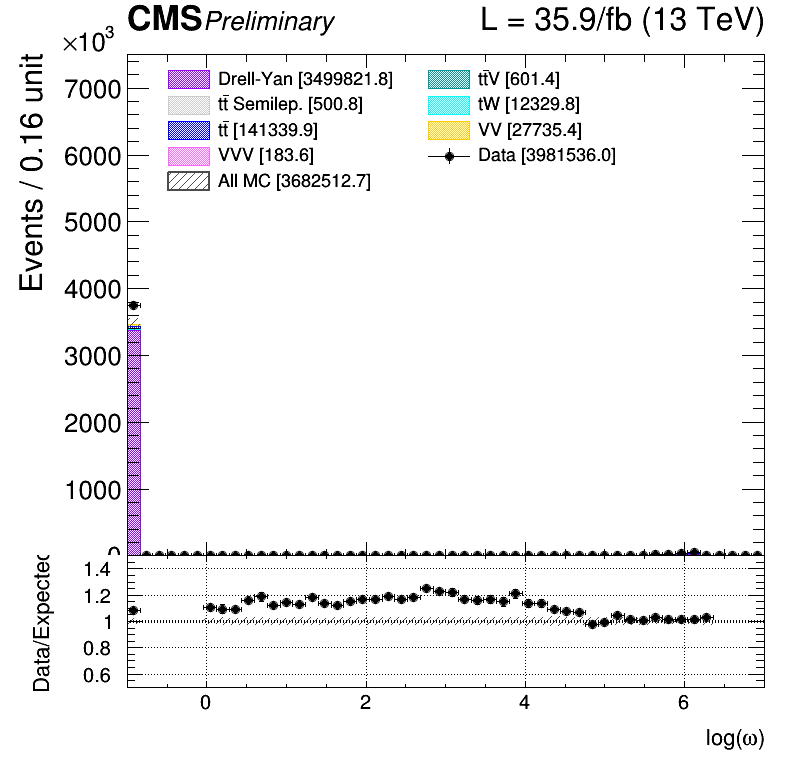 CMS Preliminary L = 35.9/fb (13 TeV)
×10³
Events / 0.16 unit
7000
6000
5000
4000
3000
2000
1000
0
Drell-Yan [3499821.8]
tt̄ Semilep. [500.8]
tt̄ [141339.9]
VVV [183.6]
All MC [3682512.7]
tt̄V [601.4]
tW [12329.8]
VV [27735.4]
Data [3981536.0]
Data/Expected
1.4
1.2
1
0.8
0.6
0 2 4 6
log(ω)